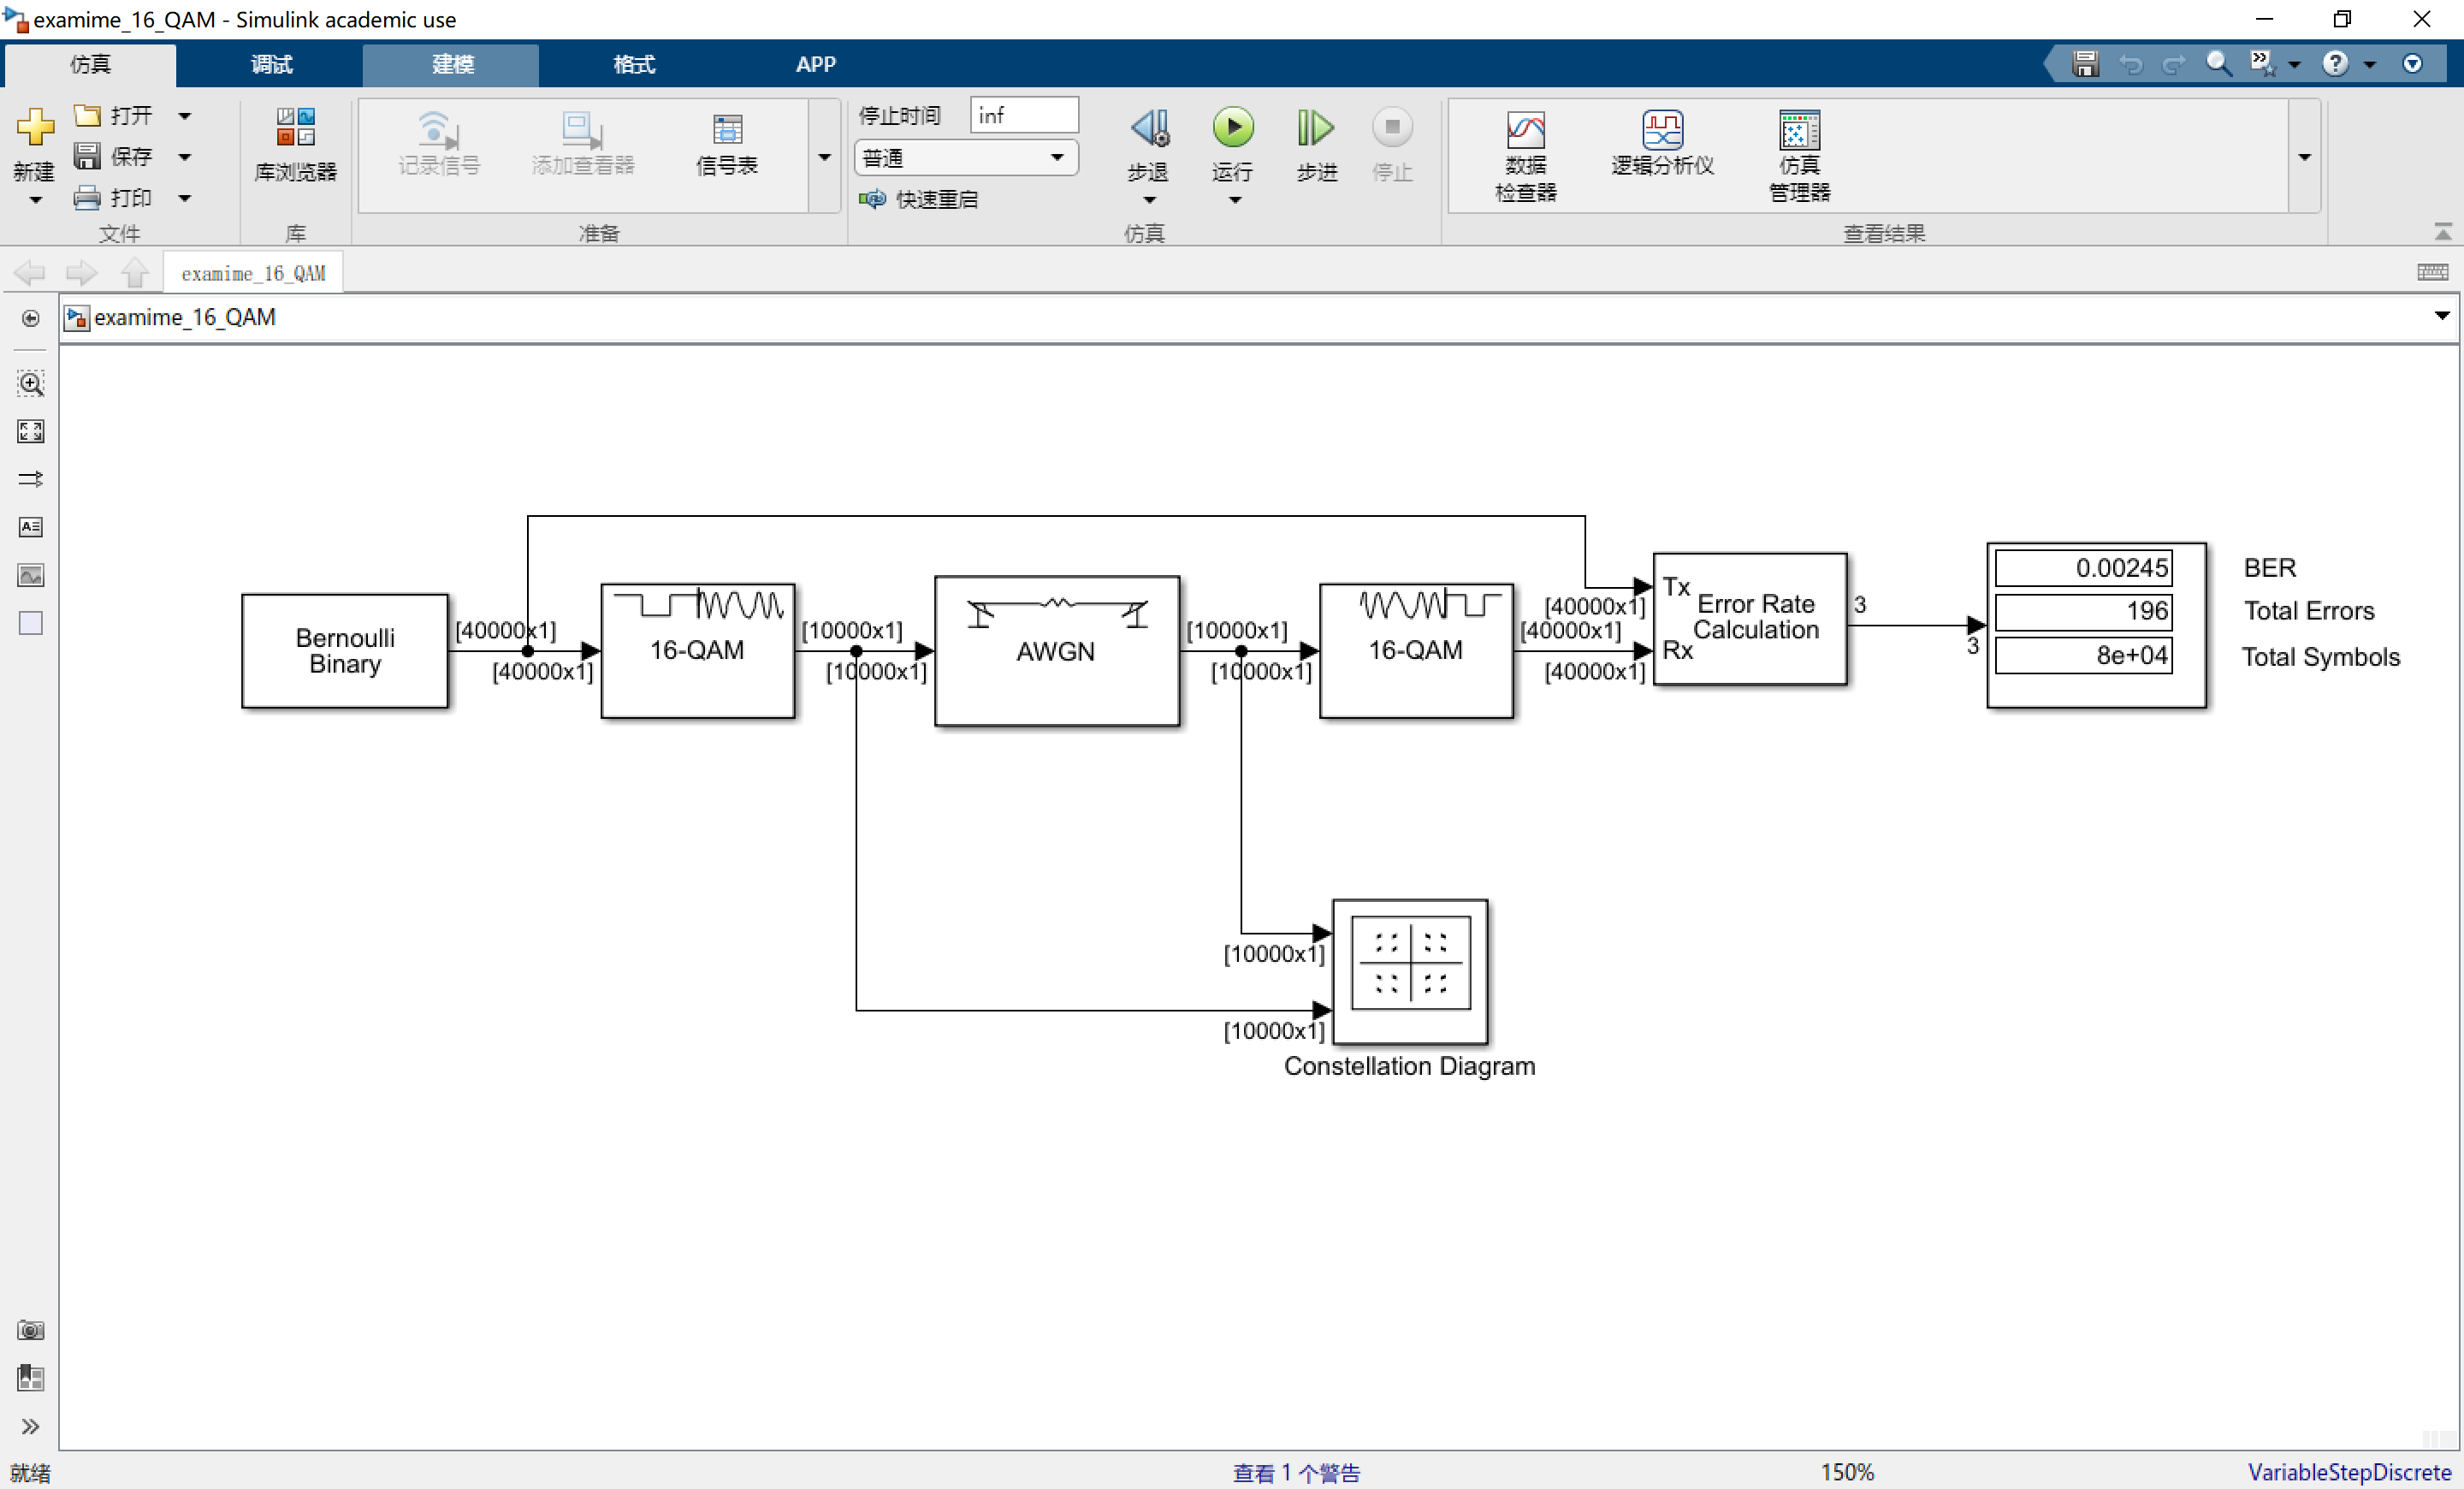 examime_16_QAM - Simulink academic use
仿真 调试 建模 格式 APP
新建
打开
保存
打印
文件
库浏览器
库
记录信号 添加查看器 信号表
准备
停止时间 inf
普通
快速重启
步退 运行 步进 停止
仿真
数据
检查器
逻辑分析仪
仿真
管理器
查看结果
examime_16_QAM
examime_16_QAM
Bernoulli
Binary
[40000x1]
[40000x1]
16-QAM
[10000x1]
[10000x1]
AWGN
[10000x1]
[10000x1]
16-QAM
[40000x1]
[40000x1]
[40000x1]
Tx
Rx
Error Rate
Calculation
3
3
0.00245 BER
196 Total Errors
8e+04 Total Symbols
[10000x1]
[10000x1]
Constellation Diagram
就绪 查看 1 个警告 150% VariableStepDiscrete